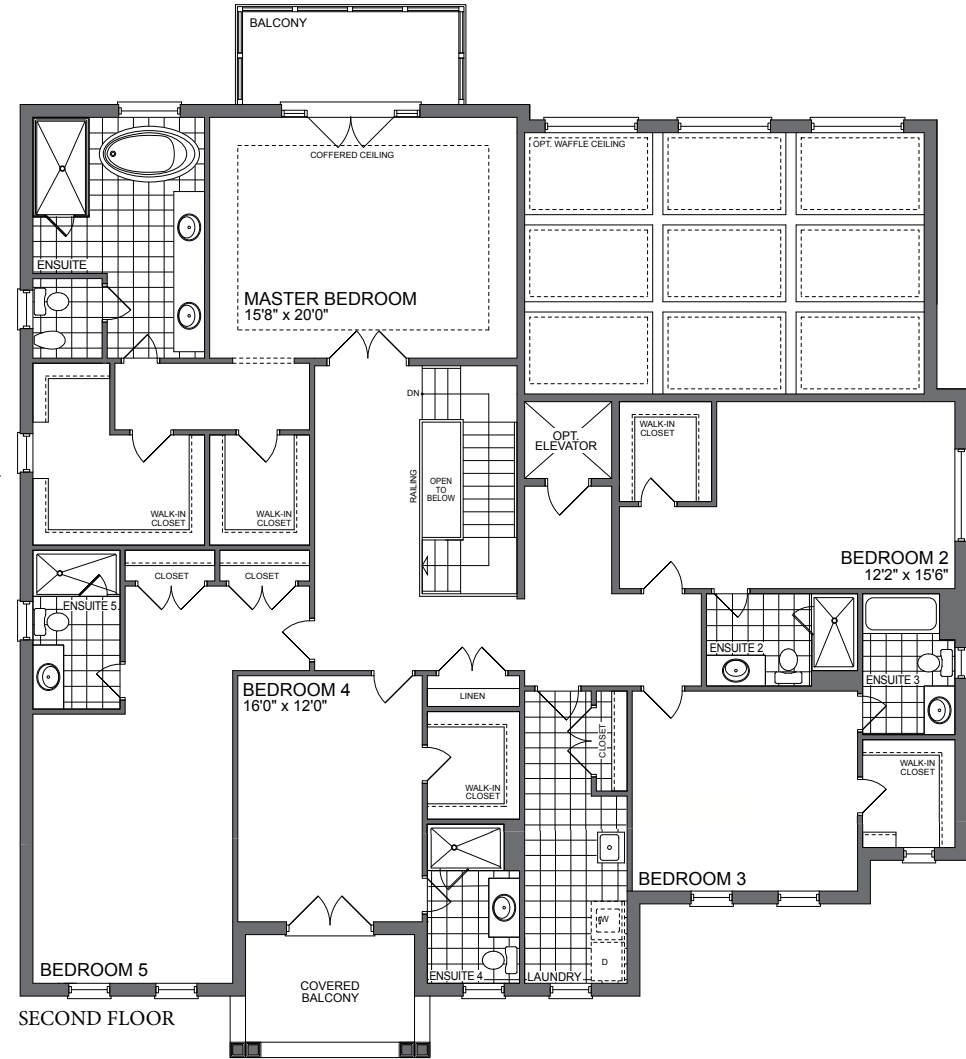 BALCONY
COFFERED CEILING
OPT. WAFFLE CEILING
ENSUITE
MASTER BEDROOM
15'8" x 20'0"
DN
OPT.
ELEVATOR
WALK-IN
CLOSET
RAILING
OPEN
TO
BELOW
WALK-IN
CLOSET
WALK-IN
CLOSET
BEDROOM 2
12'2" x 15'6"
CLOSET
CLOSET
ENSUITE 5
ENSUITE 2
ENSUITE 3
BEDROOM 4
16'0" x 12'0"
LINEN
CLOSET
WALK-IN
CLOSET
WALK-IN
CLOSET
BEDROOM 3
W
D
BEDROOM 5
ENSUITE 4
LAUNDRY
COVERED
BALCONY
SECOND FLOOR